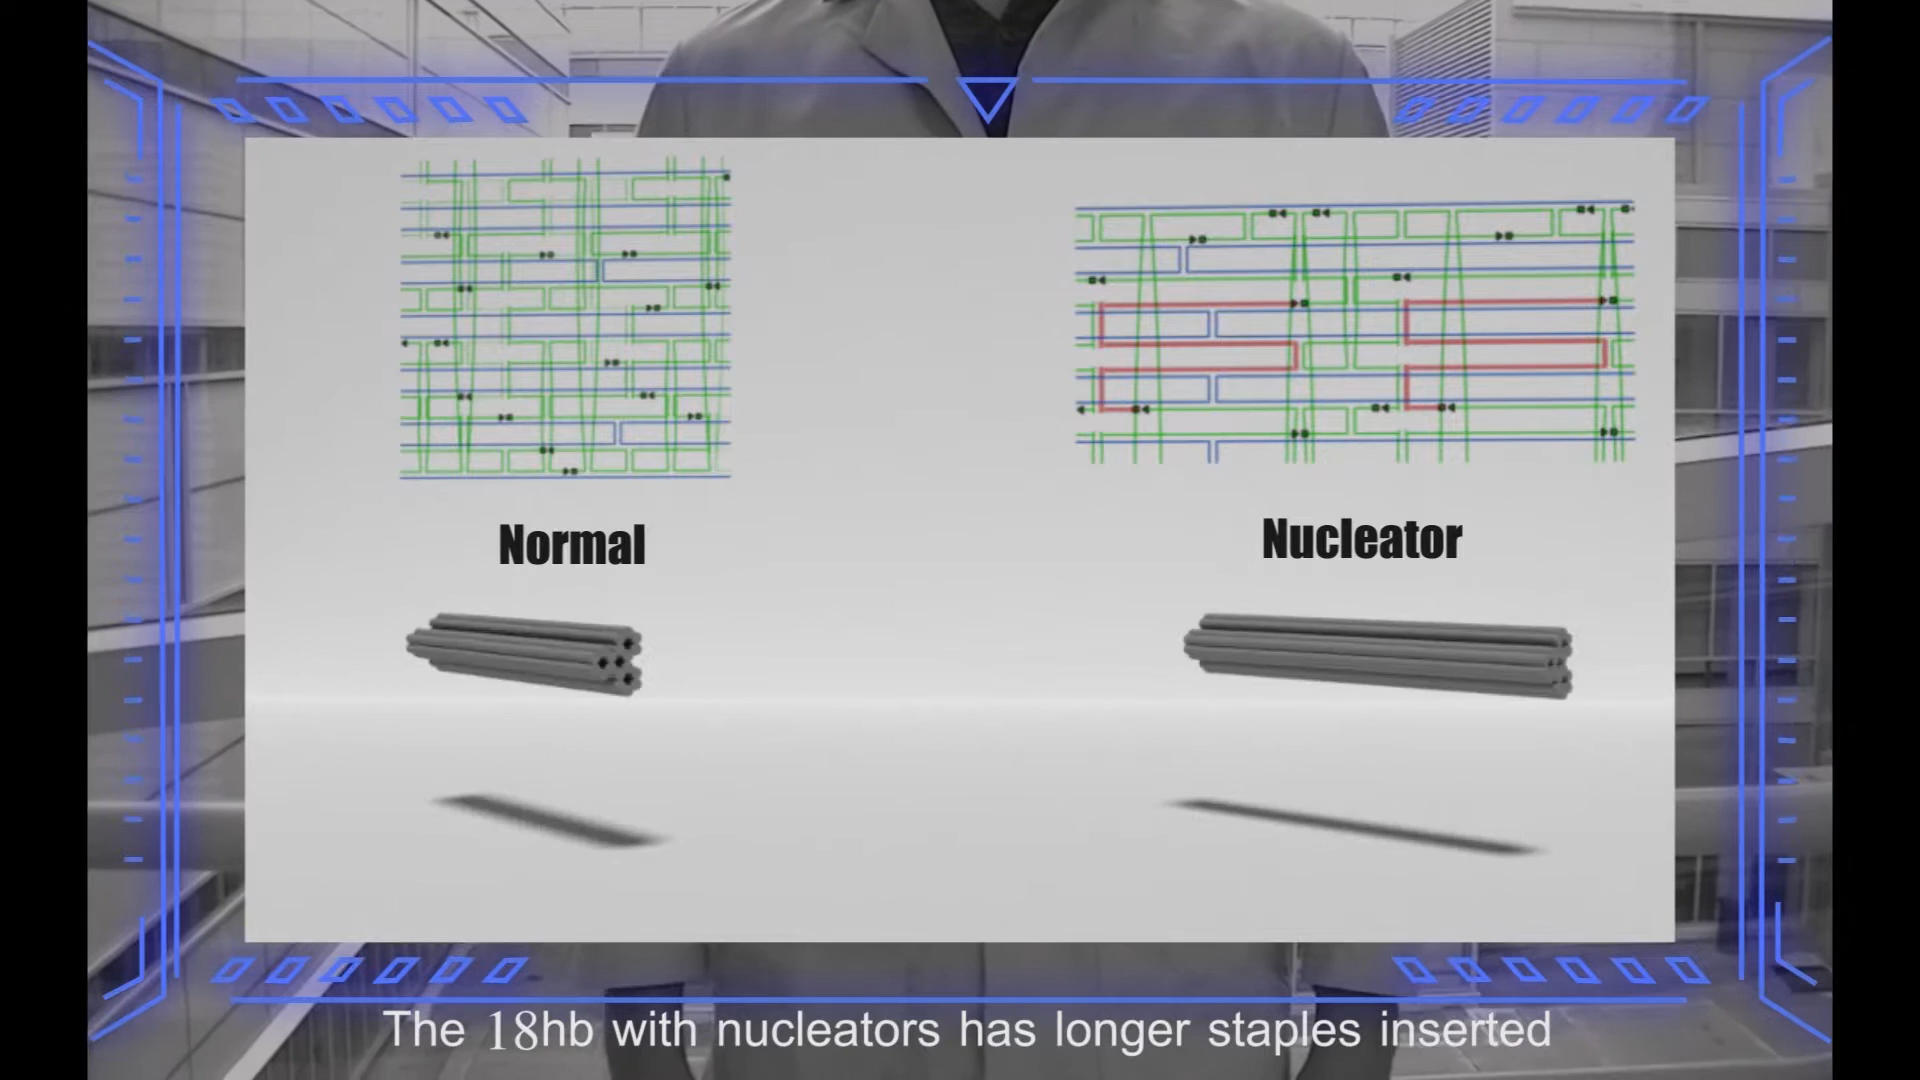 Normal
Nucleator
The 18hb with nucleators has longer staples inserted